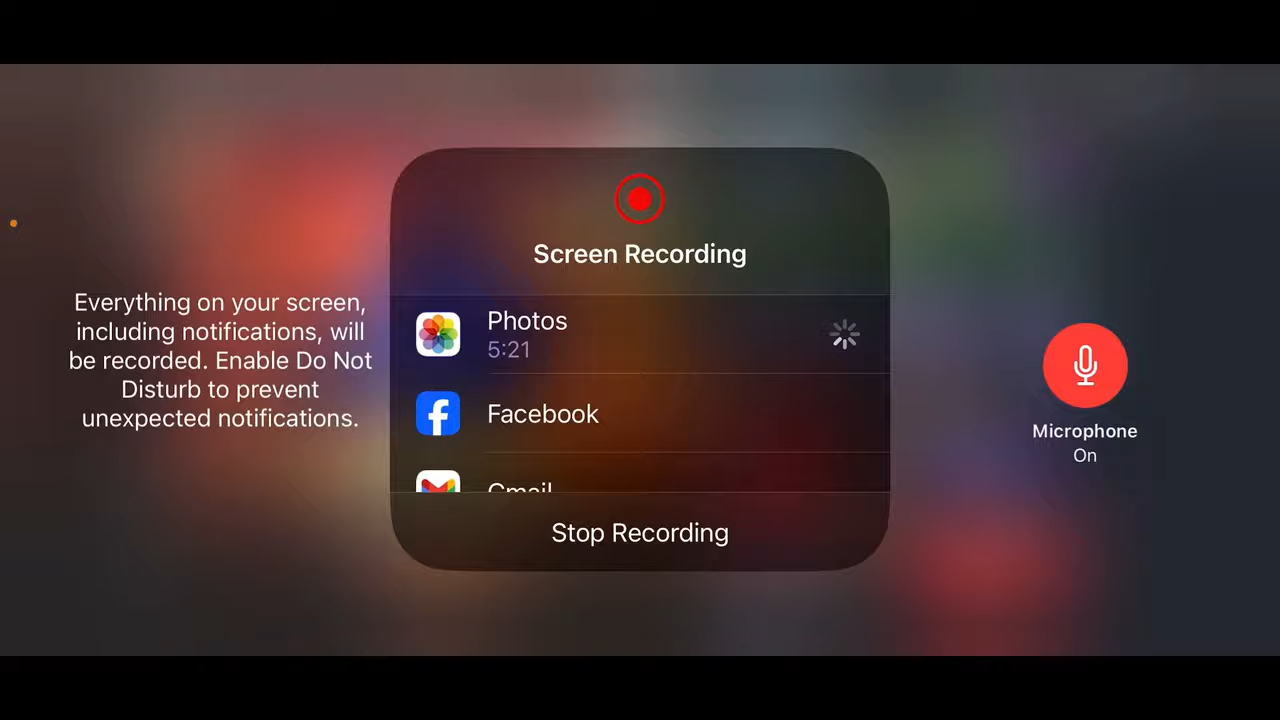 Screen Recording
Everything on your screen,
including notifications, will
be recorded. Enable Do Not
Disturb to prevent
unexpected notifications.
Photos
5:21
Facebook
Gmail
Stop Recording
Microphone
On